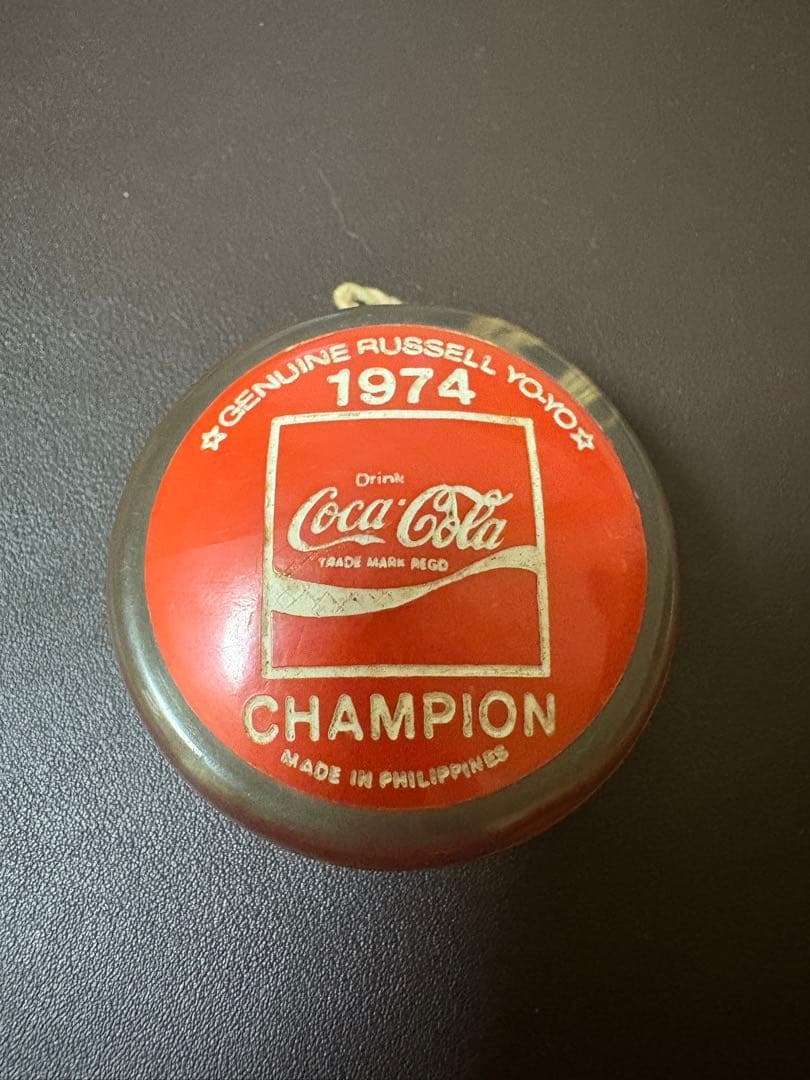 ☆GENUINE RUSSELL YO-YO☆
1974
Drink
Coca-Cola
TRADE MARK REGD
CHAMPION
MADE IN PHILIPPINES